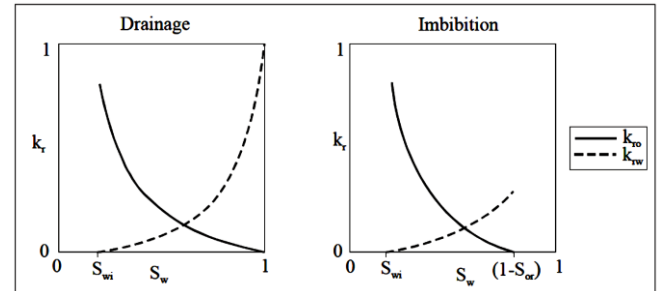 Drainage
1
k_r
0
0
S_wi
S_w
1
Imbibition
1
k_r
0
0
S_wi
S_w
(1-S_or)
1
k_ro
k_rw